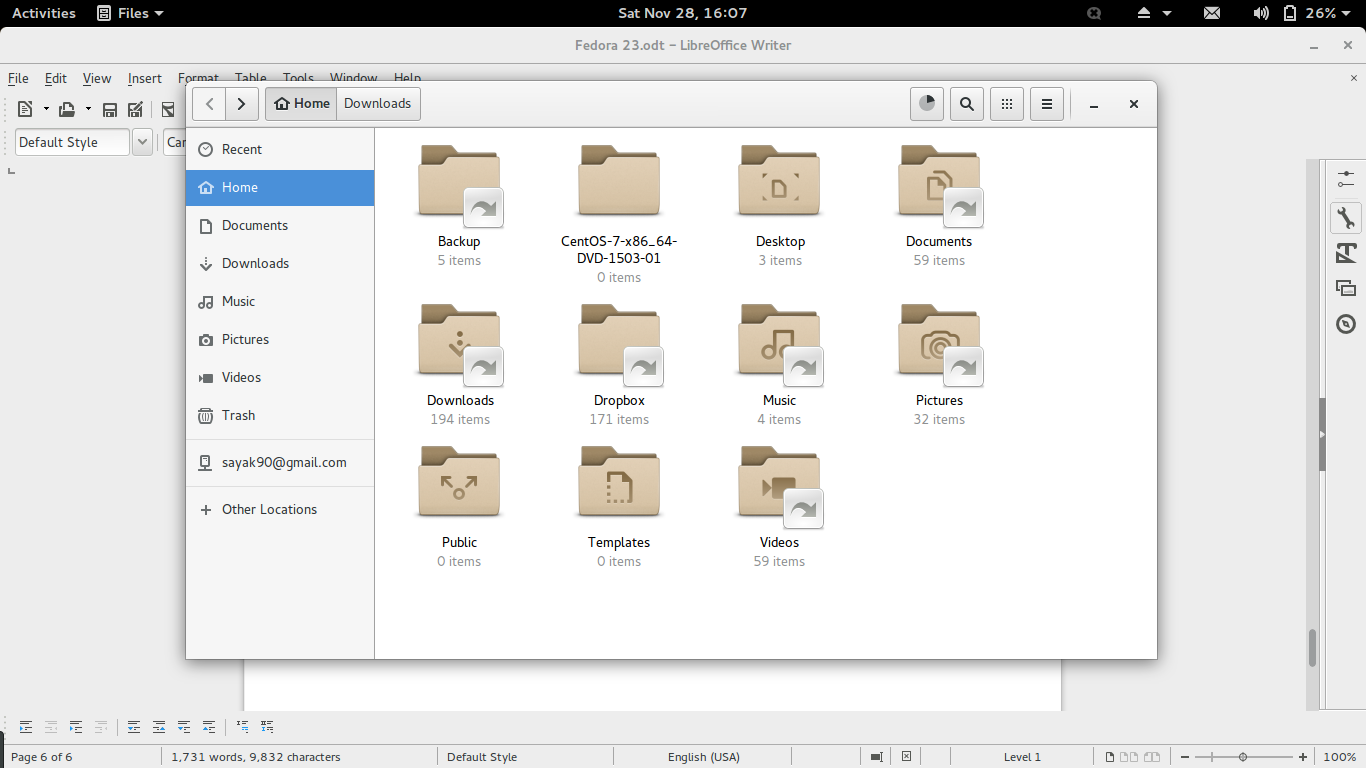 Activities Files Sat Nov 28, 16:07 26%
Fedora 23.odt – LibreOffice Writer
File Edit View Insert Format Table Tools Window Help
Home Downloads
Default Style
Recent
Home
Documents
Downloads
Music
Pictures
Videos
Trash
sayak90@gmail.com
Other Locations
Backup
5 items
CentOS-7-x86_64-
DVD-1503-01
0 items
Desktop
3 items
Documents
59 items
Downloads
194 items
Dropbox
171 items
Music
4 items
Pictures
32 items
Public
0 items
Templates
0 items
Videos
59 items
Page 6 of 6 1,731 words, 9,832 characters Default Style English (USA) Level 1 100%